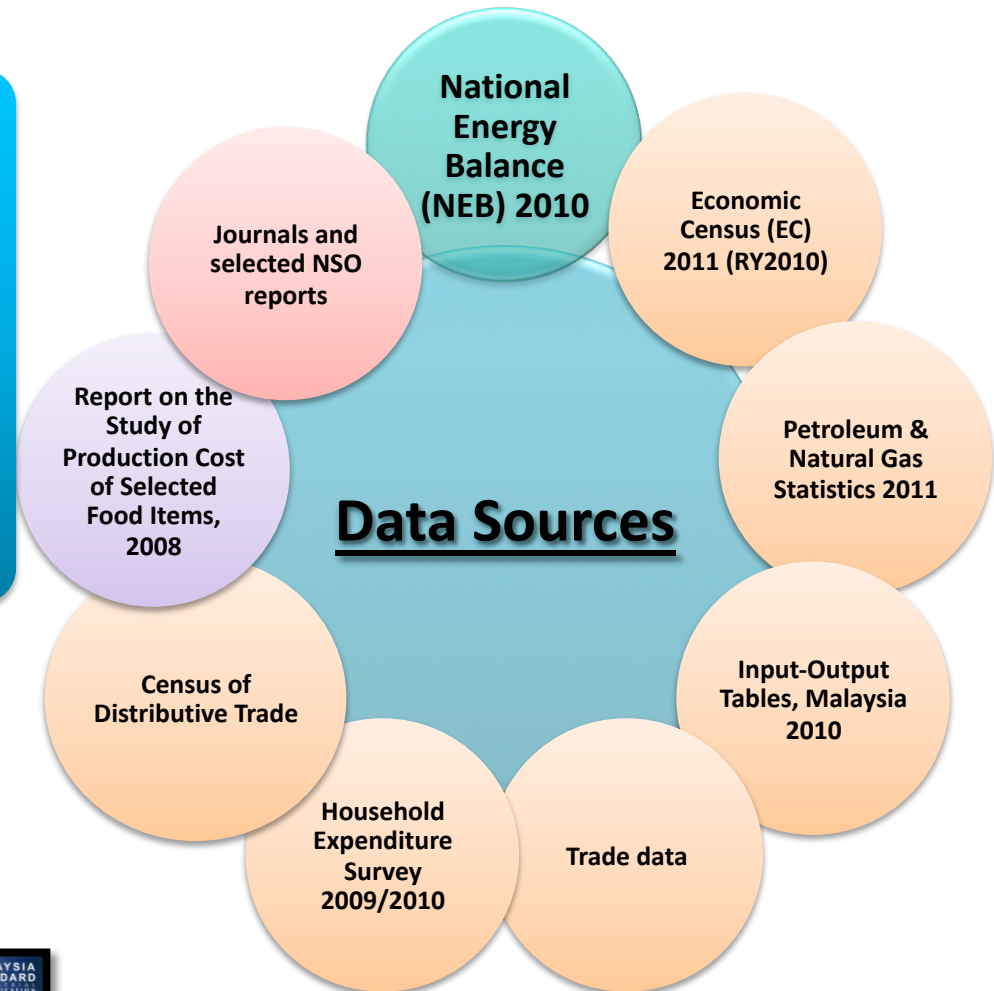 National
Energy
Balance
(NEB) 2010
Economic
Census (EC)
2011 (RY2010)
Petroleum &
Natural Gas
Statistics 2011
Input-Output
Tables, Malaysia
2010
Trade data
Household
Expenditure
Survey
2009/2010
Census of
Distributive Trade
Report on the
Study of
Production Cost
of Selected
Food Items,
2008
Journals and
selected NSO
reports
Data Sources